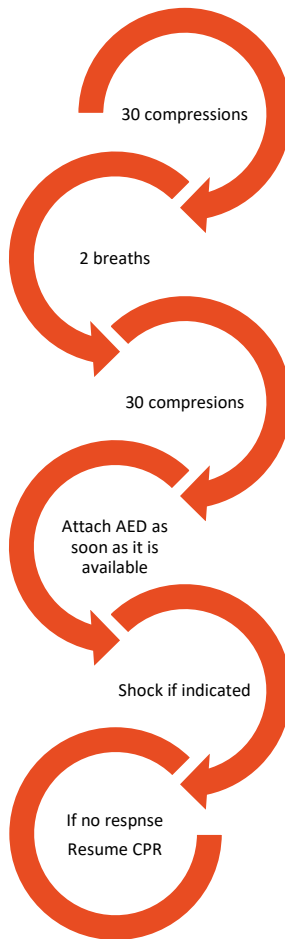 30 compressions
2 breaths
30 compresions
Attach AED as
soon as it is
available
Shock if indicated
If no respnse
Resume CPR